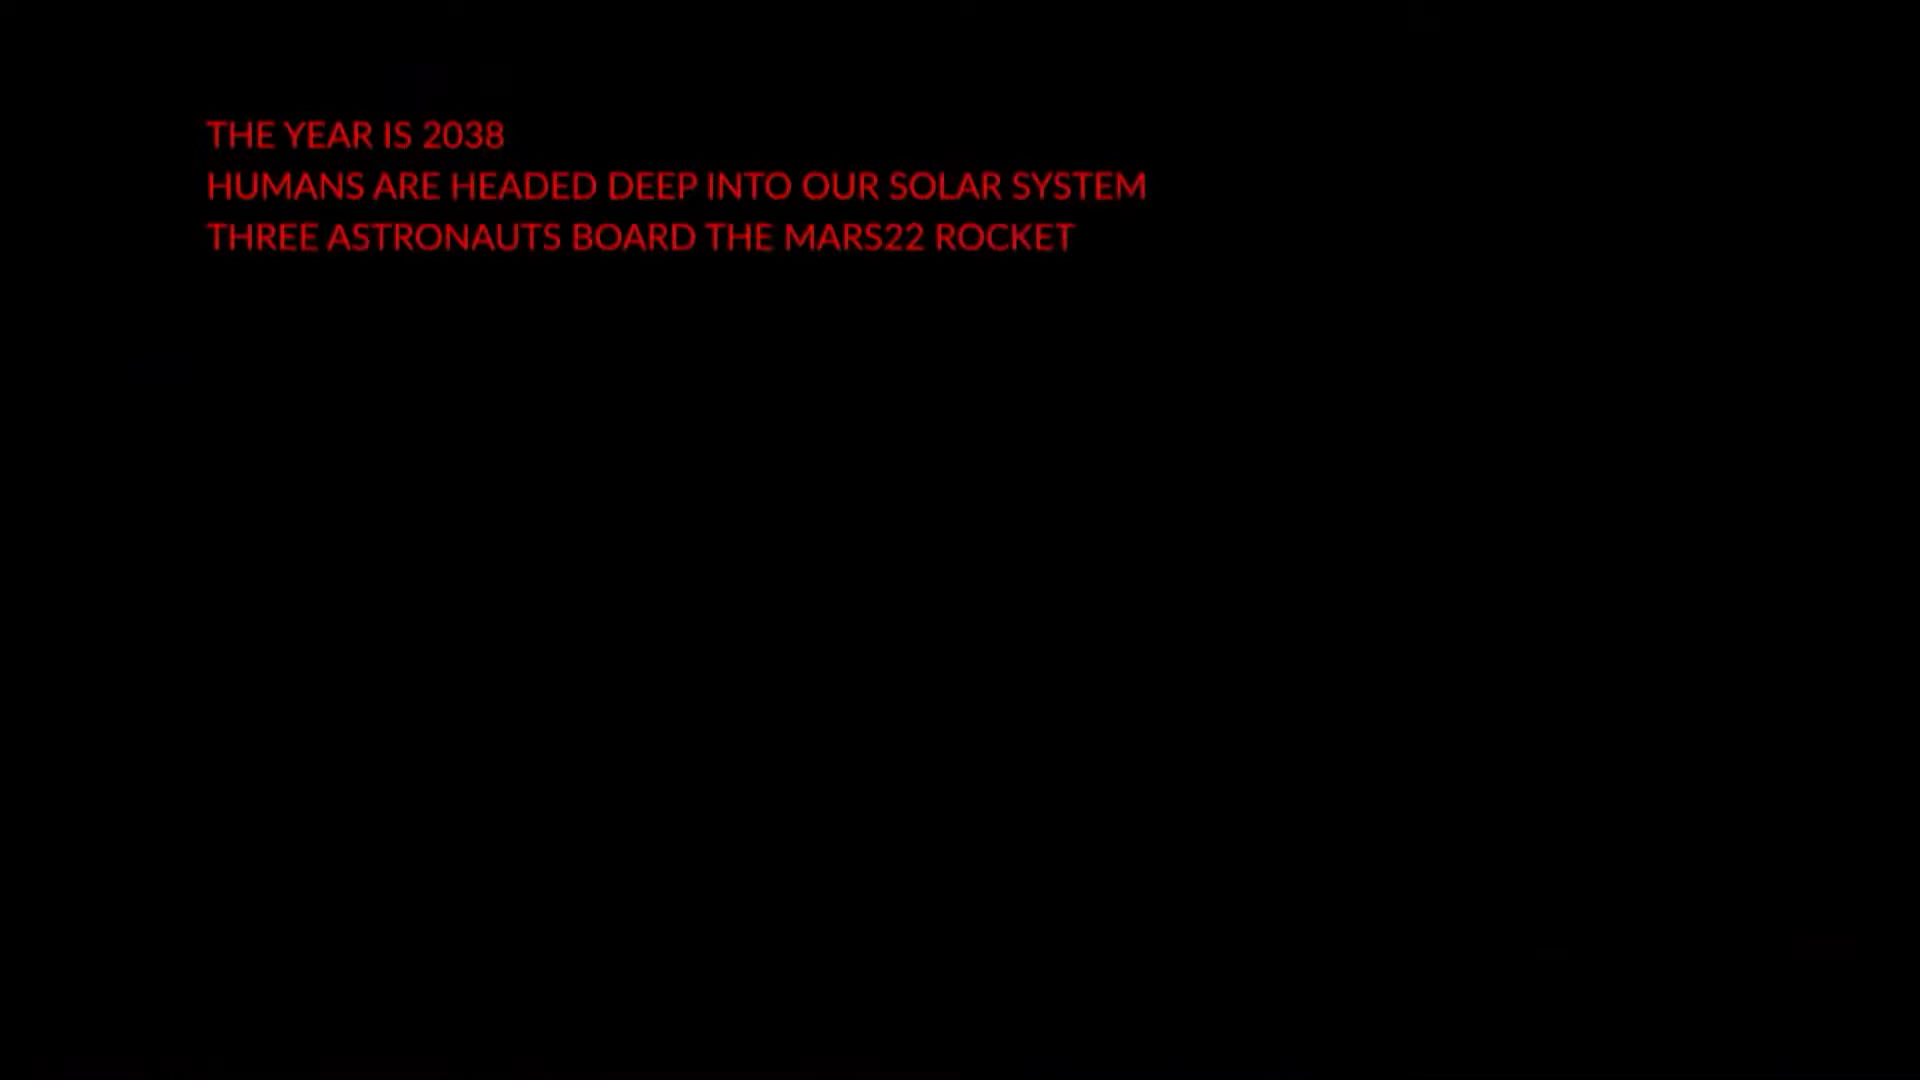 THE YEAR IS 2038
HUMANS ARE HEADED DEEP INTO OUR SOLAR SYSTEM
THREE ASTRONAUTS BOARD THE MARS22 ROCKET